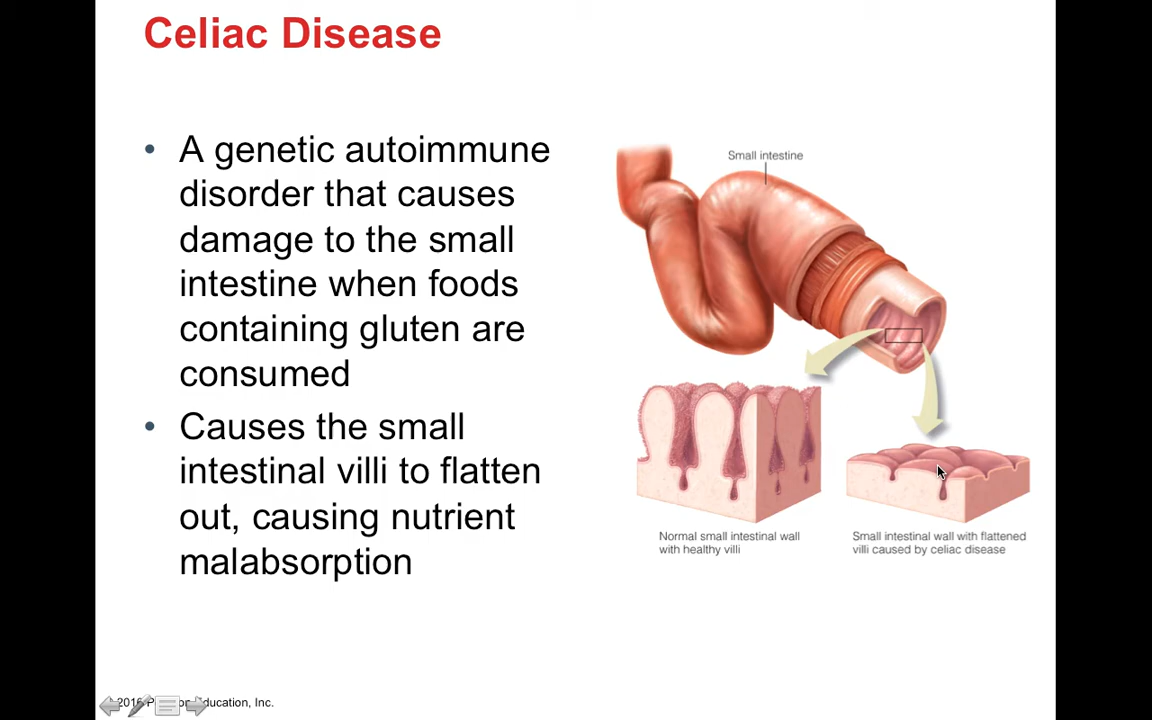 Celiac Disease
• A genetic autoimmune
disorder that causes
damage to the small
intestine when foods
containing gluten are
consumed
• Causes the small
intestinal villi to flatten
out, causing nutrient
malabsorption
Small intestine
Normal small intestinal wall
with healthy villi
Small intestinal wall with flattened
villi caused by celiac disease
2016 Education, Inc.